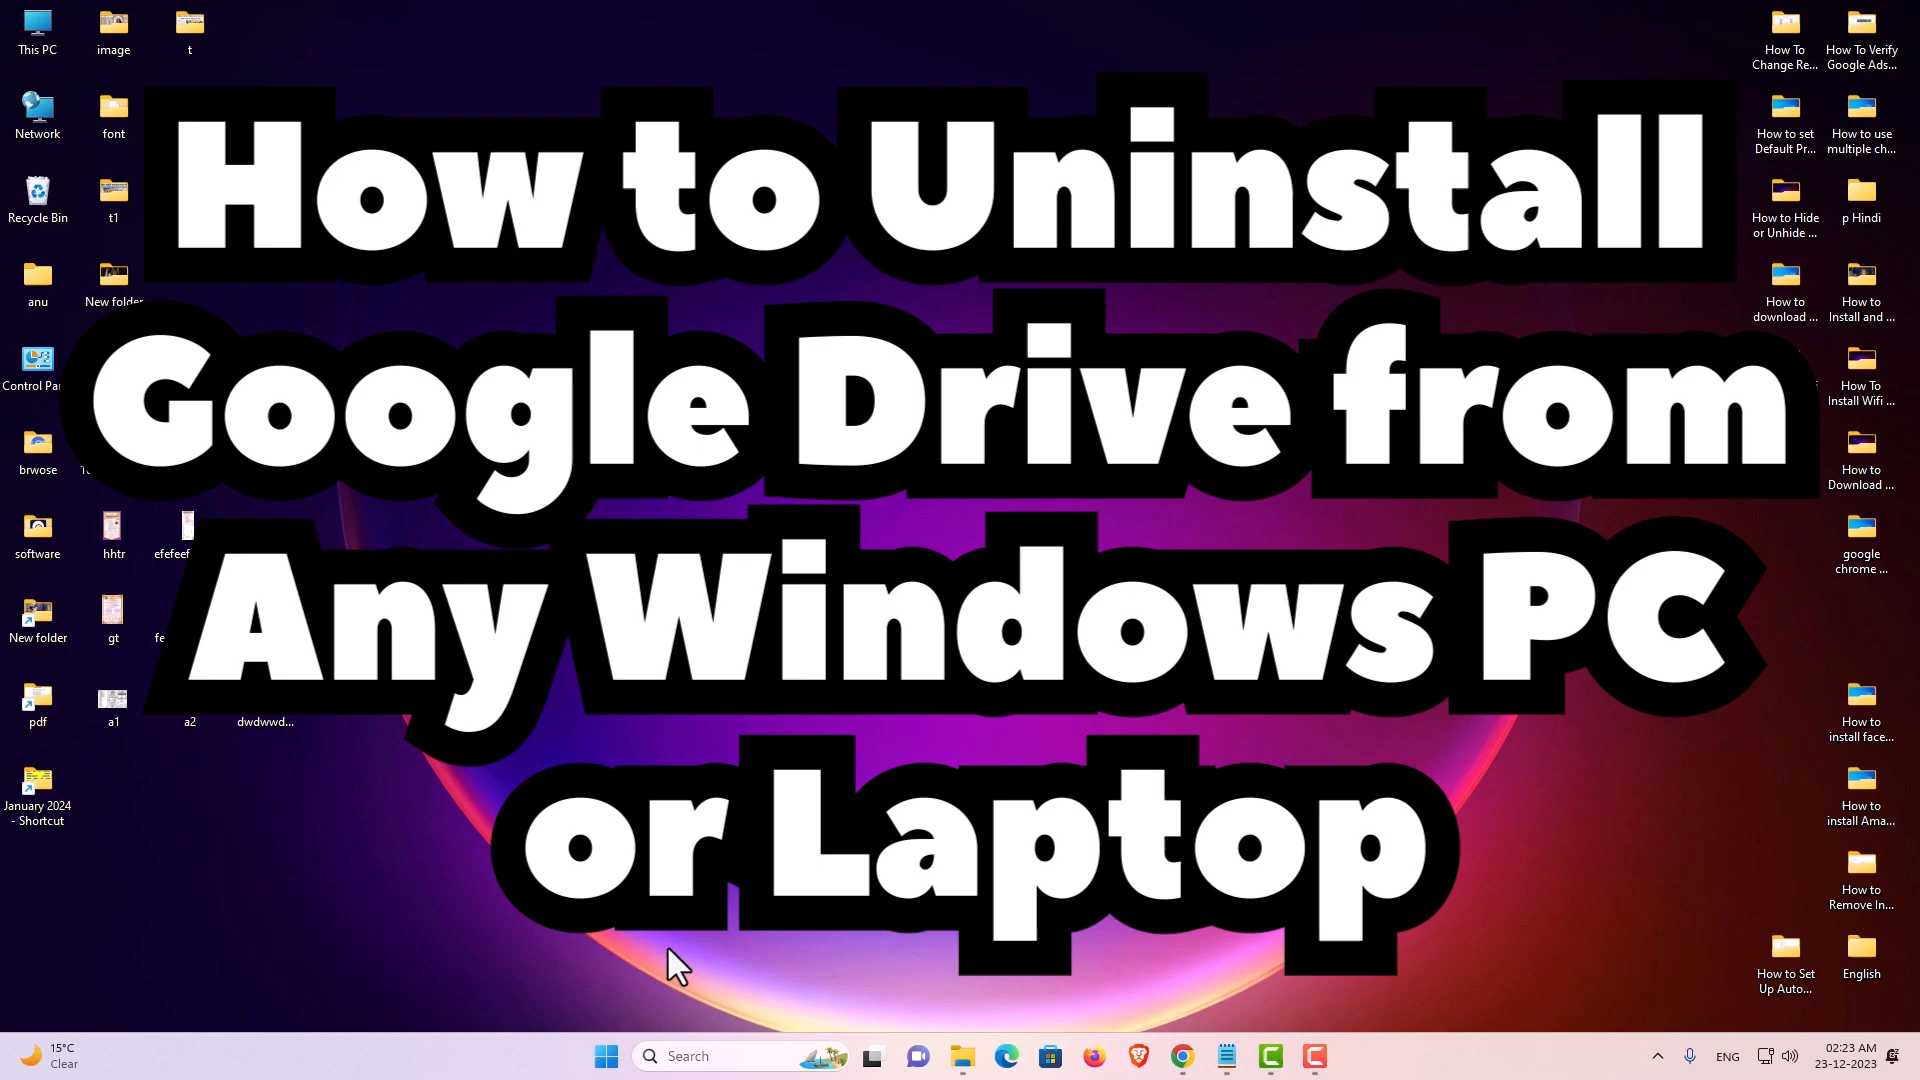 How to Uninstall
Google Drive from
Any Windows PC
or Laptop
This PC
image
t
Network
font
Recycle Bin
t1
anu
New folder
Control
brwose
software
hhtr
New folder
gt
pdf
a1
a2
dwdwwd...
January 2024
- Shortcut
How To
Change Re...
How To Verify
Google Ads...
How to set
Default Pr...
How to use
multiple ch...
How to Hide
or Unhide ...
p Hindi
How to
download ...
How to
Install and ...
How To
Install Wifi ...
How to
Download ...
google
chrome ...
How to
install face...
How to
install Ama...
How to
Remove In...
How to Set
Up Auto...
English
15°C
Clear
Search
ENG
02:23 AM
23-12-2023